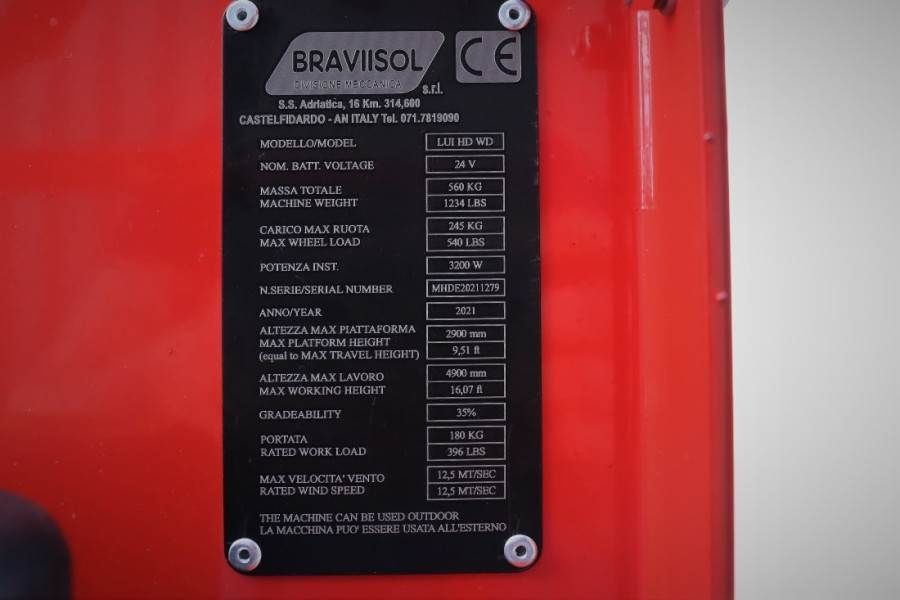 BRAVIISOL
DIVISIONE MECCANICA
s.r.l.
CE
S.S. Adriatica, 16 Km. 314,600
CASTELFIDARDO - AN ITALY Tel. 071.7819090
MODELLO/MODEL LUI HD WD
NOM. BATT. VOLTAGE 24 V
MASSA TOTALE 560 KG
MACHINE WEIGHT 1234 LBS
CARICO MAX RUOTA 245 KG
MAX WHEEL LOAD 540 LBS
POTENZA INST. 3200 W
N.SERIE/SERIAL NUMBER MHDE20211279
ANNO/YEAR 2021
ALTEZZA MAX PIATTAFORMA 2900 mm
MAX PLATFORM HEIGHT 9,51 ft
(equal to MAX TRAVEL HEIGHT)
ALTEZZA MAX LAVORO 4900 mm
MAX WORKING HEIGHT 16,07 ft
GRADEABILITY 35%
PORTATA 180 KG
RATED WORK LOAD 396 LBS
MAX VELOCITA' VENTO 12,5 MT/SEC
RATED WIND SPEED 12,5 MT/SEC
THE MACHINE CAN BE USED OUTDOOR
LA MACCHINA PUO' ESSERE USATA ALL'ESTERNO